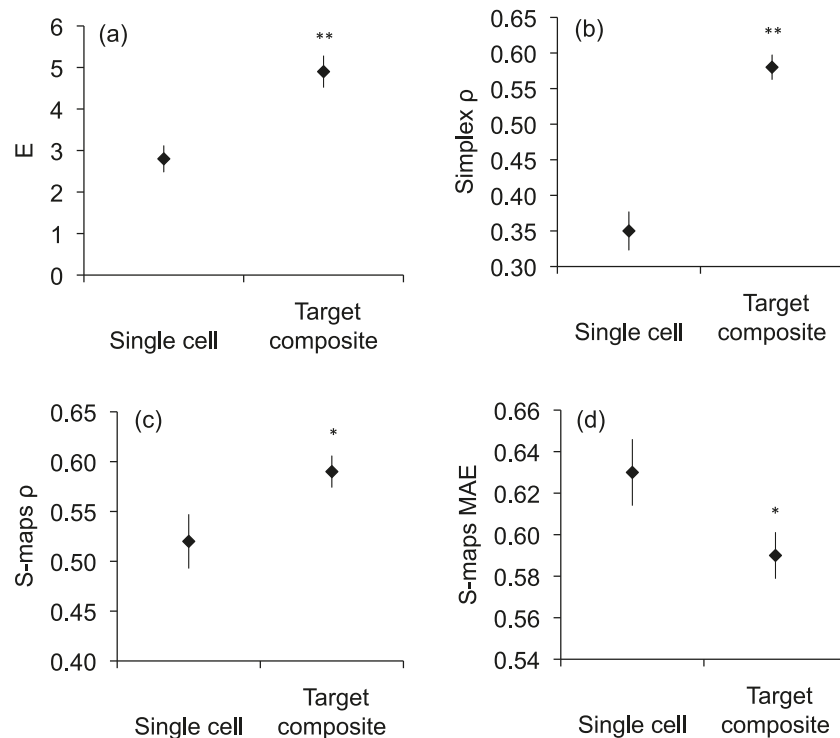 (a)
E
6
5
4
3
2
1
0
**
Single cell
Target
composite
(b)
Simplex ρ
0.65
0.60
0.55
0.50
0.45
0.40
0.35
0.30
**
Single cell
Target
composite
(c)
S-maps ρ
0.65
0.60
0.55
0.50
0.45
0.40
*
Single cell
Target
composite
(d)
S-maps MAE
0.66
0.64
0.62
0.60
0.58
0.56
0.54
*
Single cell
Target
composite